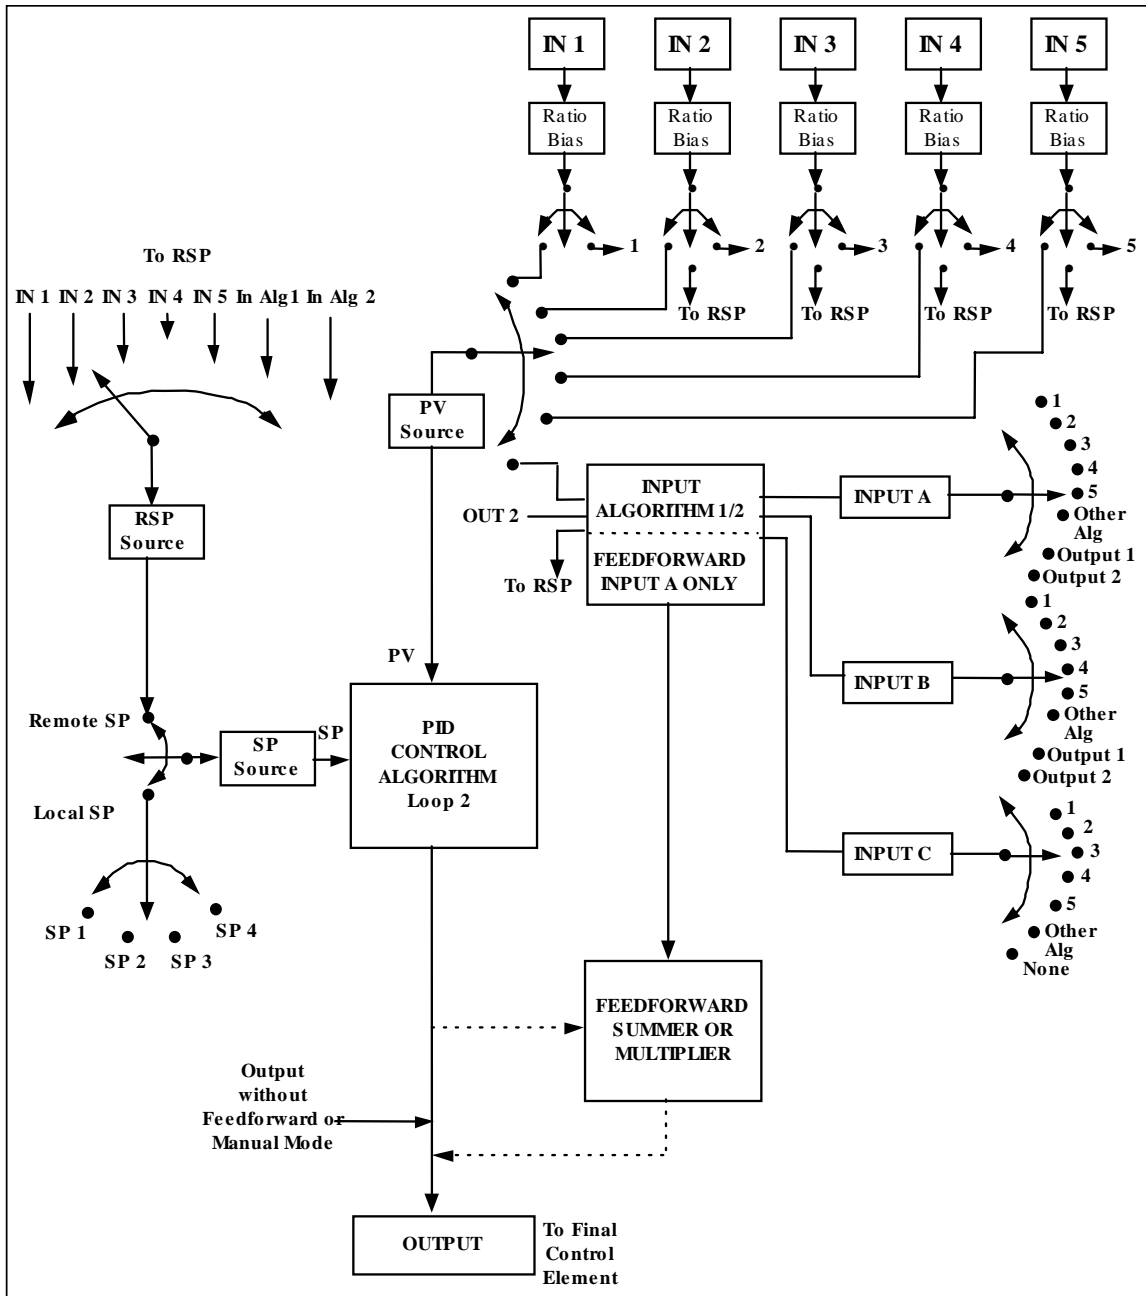 IN 1
IN 2
IN 3
IN 4
IN 5
Ratio
Bias
Ratio
Bias
Ratio
Bias
Ratio
Bias
Ratio
Bias
1
2
3
4
5
To RSP
To RSP
To RSP
To RSP
To RSP
IN 1 IN 2 IN 3 IN 4 IN 5 In Alg 1 In Alg 2
PV
Source
RSP
Source
OUT 2
To RSP
INPUT
ALGORITHM 1/2
FEEDFORWARD
INPUT A ONLY
INPUT A
1
2
3
4
5
Other
Alg
Output 1
Output 2
INPUT B
1
2
3
4
5
Other
Alg
Output 1
Output 2
INPUT C
1
2
3
4
5
Other
Alg
None
PV
Remote SP
SP
Source
SP
PID
CONTROL
ALGORITHM
Loop 2
Local SP
SP 1
SP 2
SP 3
SP 4
FEEDFORWARD
SUMMER OR
MULTIPLIER
Output
without
Feedforward or
Manual Mode
OUTPUT
To Final
Control
Element